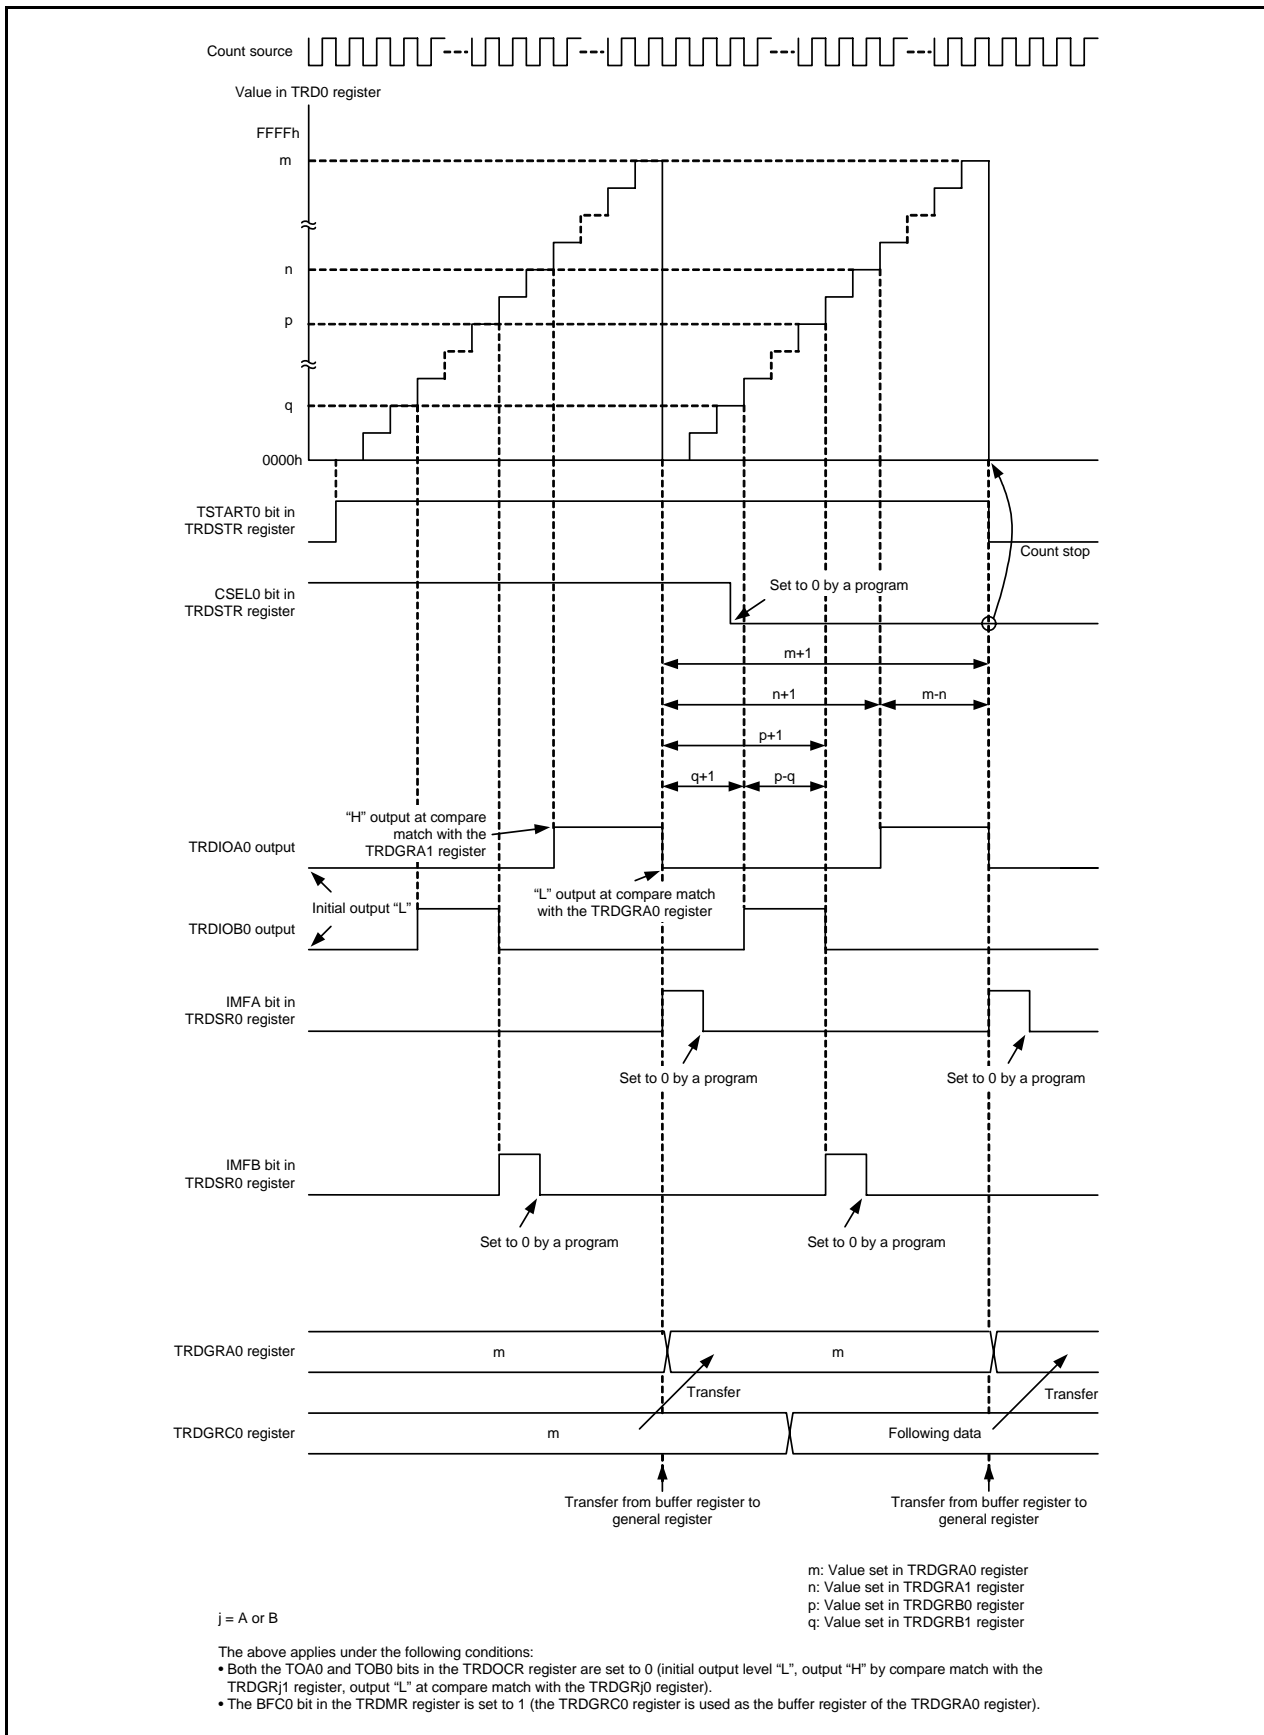 Count source
Value in TRD0 register
FFFFh
m
n
p
q
0000h
TSTART0 bit in
TRDSTR register
Count stop
CSEL0 bit in
TRDSTR register
Set to 0 by a program
m+1
n+1
m-n
p+1
q+1
p-q
“H” output at compare
match with the
TRDGRA1 register
TRDIOA0 output
“L” output at compare match
with the TRDGRA0 register
Initial output “L”
TRDIOB0 output
IMFA bit in
TRDSR0 register
Set to 0 by a program
Set to 0 by a program
IMFB bit in
TRDSR0 register
Set to 0 by a program
Set to 0 by a program
TRDGRA0 register
m
m
Transfer
Transfer
TRDGRC0 register
m
Following data
Transfer from buffer register to
general register
Transfer from buffer register to
general register
m: Value set in TRDGRA0 register
n: Value set in TRDGRA1 register
p: Value set in TRDGRB0 register
q: Value set in TRDGRB1 register
j = A or B
The above applies under the following conditions:
• Both the TOA0 and TOB0 bits in the TRDOCR register are set to 0 (initial output level “L”, output “H” by compare match with the
TRDGRj1 register, output “L” at compare match with the TRDGRj0 register).
• The BFC0 bit in the TRDMR register is set to 1 (the TRDGRC0 register is used as the buffer register of the TRDGRA0 register).